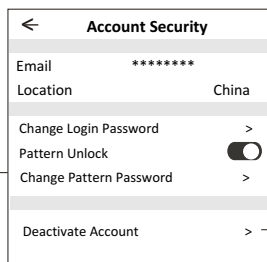 ← Account Security
Email ********
Location China
Change Login Password >
Pattern Unlock
Change Pattern Password >
Deactivate Account >